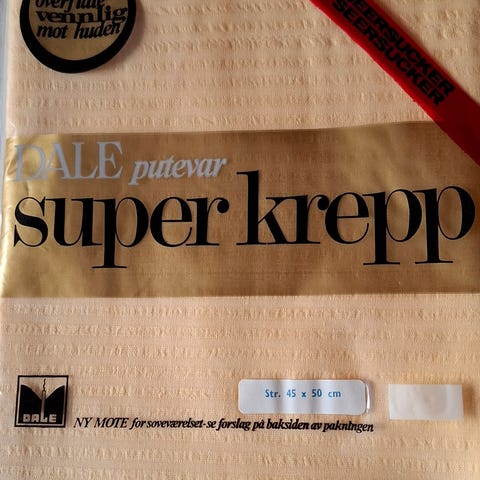 overflate
vennlig
mot huden
SEERSUCKER
SEERSUCKER
DALE putevar
super krepp
Str. 45 x 50 cm
DALE
NY MOTE for soveværelset-se forslag på baksiden av pakningen